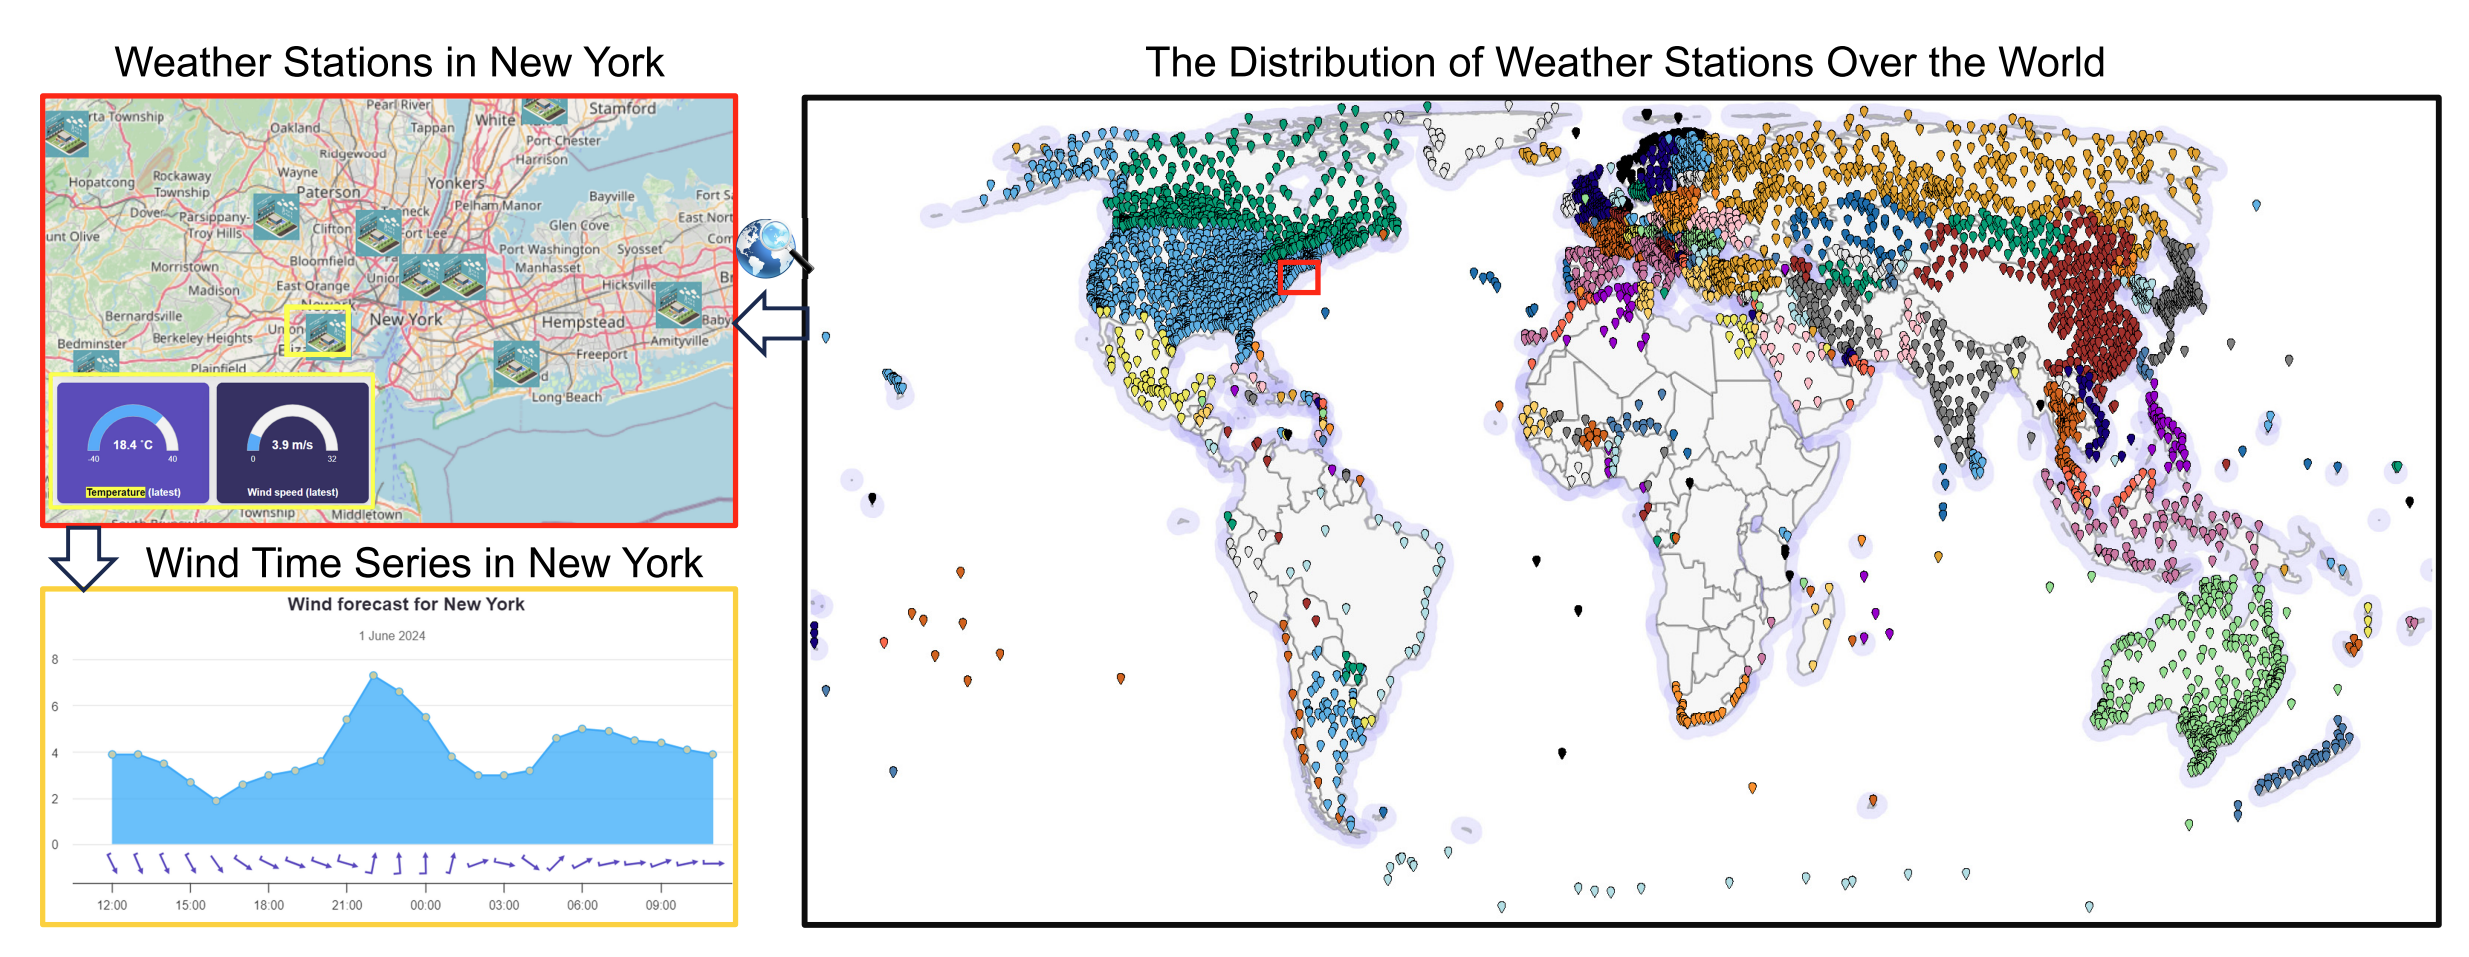 Weather Stations in New York
The Distribution of Weather Stations Over the World
Pearl River
Stamford
rta Township
White
Oakland
Tappan
Port Chester
Ridgewood
Harrison
Wayne
Hopatcong
Rockaway
Township
Paterson
Yonkers
Bayville
Fort Sa
Dover
Parsippany-
Troy Hills
Pelham Manor
East Nort
Clifton
ort Lee
Glen Cove
unt Olive
Port Washington
Syosset
Com
Bloomfield
Morristown
Manhasset
East Orange
Union
Hicksville
Madison
Newark
Bernardsville
New York
Hempstead
Baby
Berkeley Heights
Bedminster
Amityville
Freeport
Plainfield
Long Beach
18.4 °C
3.9 m/s
-40
40
0
32
Temperature (latest)
Wind speed (latest)
Township
Middletown
Wind Time Series in New York
Wind forecast for New York
1 June 2024
8
6
4
2
0
12:00
15:00
18:00
21:00
00:00
03:00
06:00
09:00